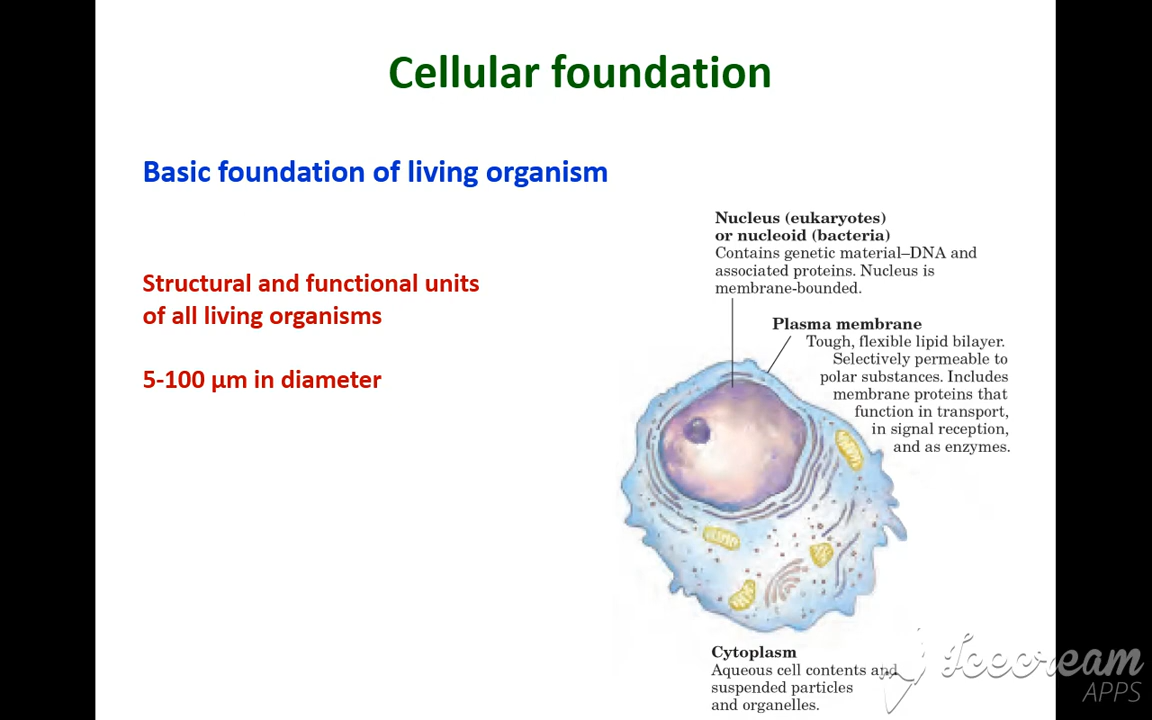 Cellular foundation
Basic foundation of living organism
Structural and functional units
of all living organisms
5-100 µm in diameter
Nucleus (eukaryotes)
or nucleoid (bacteria)
Contains genetic material–DNA and
associated proteins. Nucleus is
membrane-bounded.
Plasma membrane
Tough, flexible lipid bilayer.
Selectively permeable to
polar substances. Includes
membrane proteins that
function in transport,
in signal reception,
and as enzymes.
Cytoplasm
Aqueous cell contents and
suspended particles
and organelles.
Icecream
APPS